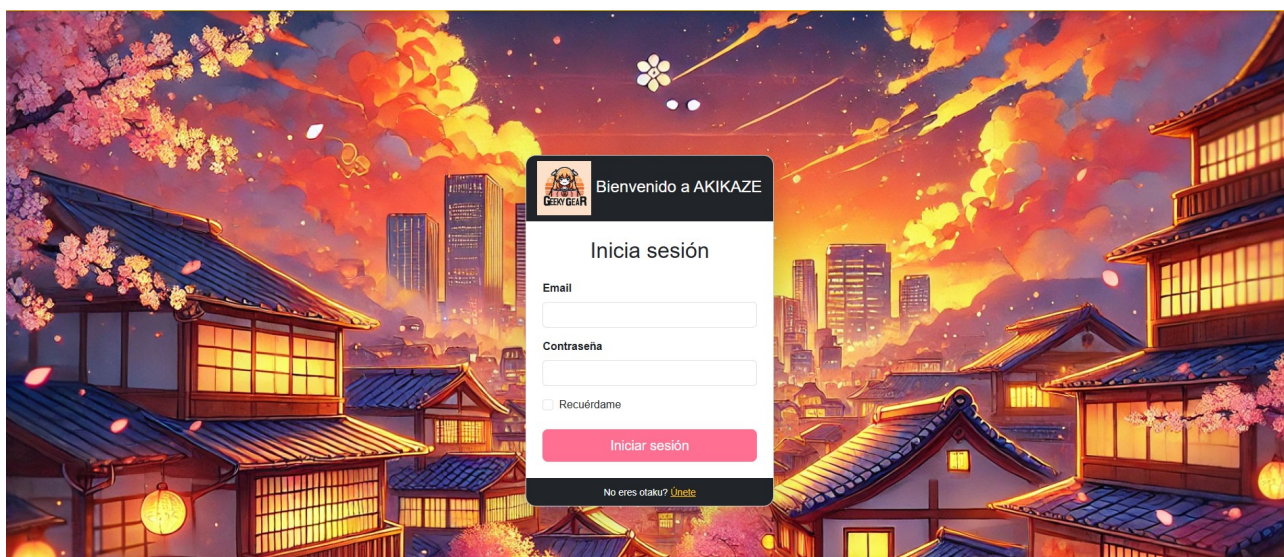 GEEKY GEAR
Bienvenido a AKIKAZE
Inicia sesión
Email
Contraseña
Recuérdame
Iniciar sesión
No eres otaku? Únete